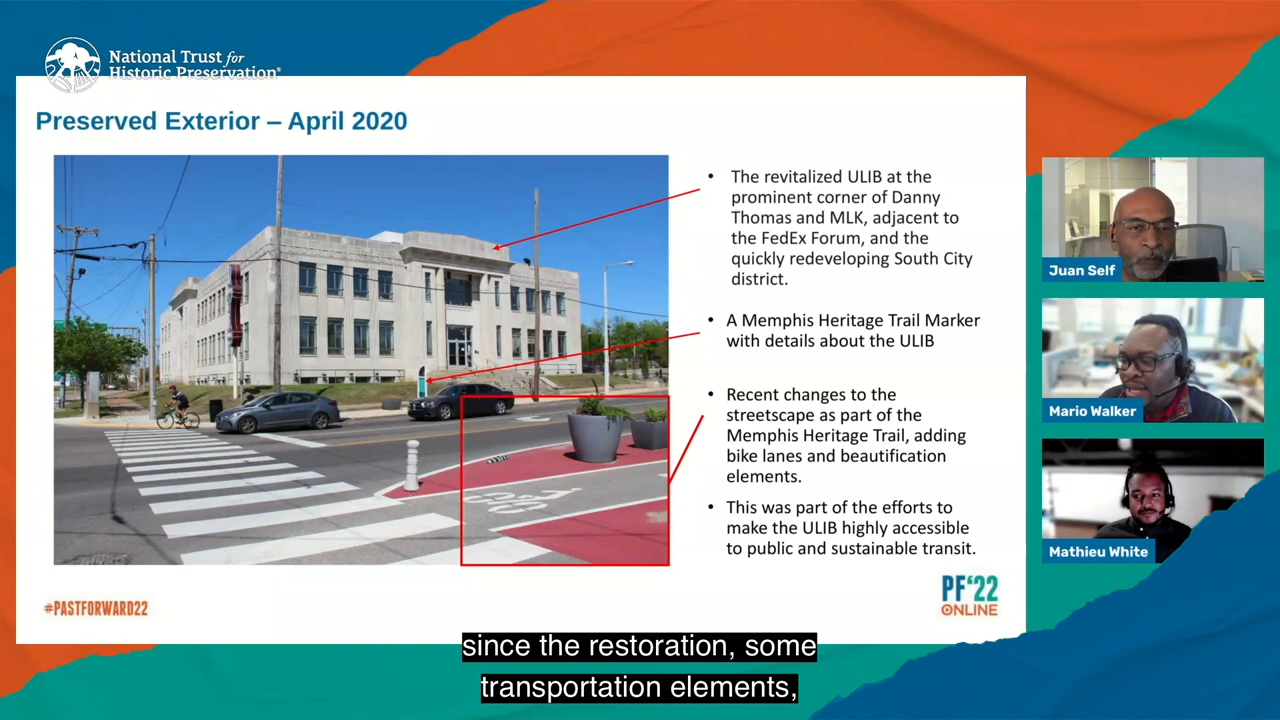 National Trust for
Historic Preservation®
Preserved Exterior – April 2020
• The revitalized ULIB at the
prominent corner of Danny
Thomas and MLK, adjacent to
the FedEx Forum, and the
quickly redeveloping South City
district.
• A Memphis Heritage Trail Marker
with details about the ULIB
• Recent changes to the
streetscape as part of the
Memphis Heritage Trail, adding
bike lanes and beautification
elements.
• This was part of the efforts to
make the ULIB highly accessible
to public and sustainable transit.
Juan Self
Mario Walker
Mathieu White
#PASTFORWARD22
PF'22
ONLINE
since the restoration, some
transportation elements,